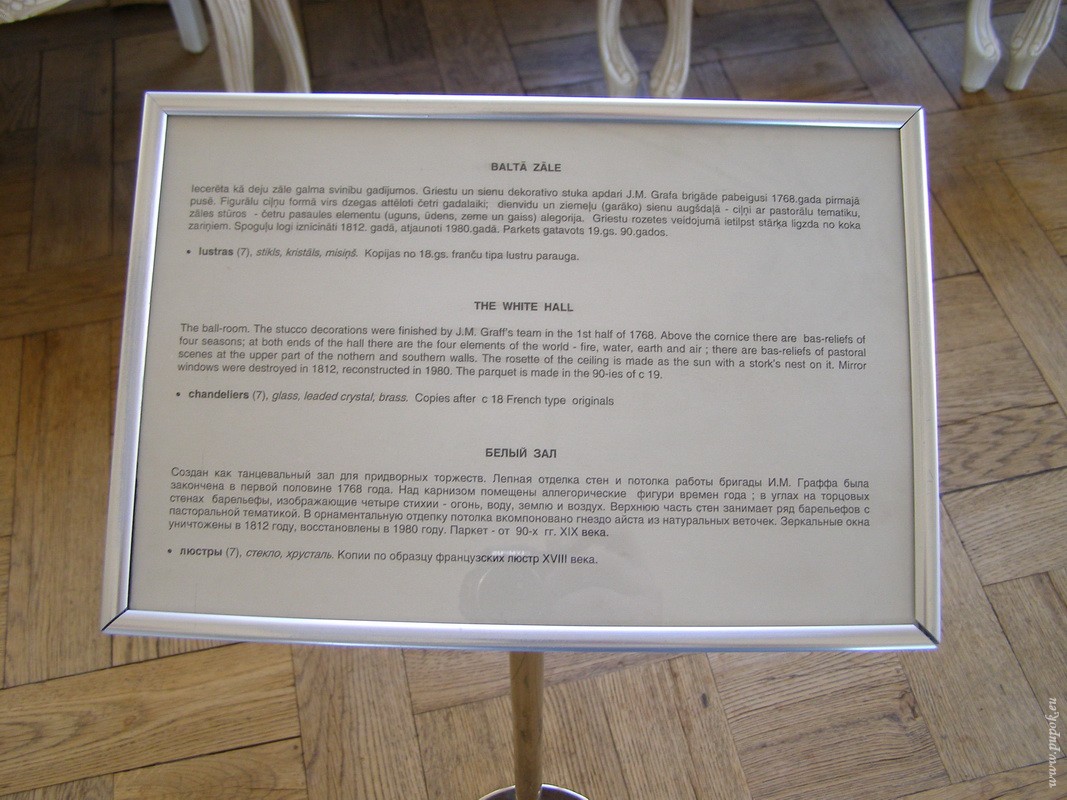 BALTĀ ZĀLE
Iecerēta kā deju zāle galma svinību gadījumos. Griestu un sienu dekoratīvo stuka apdari J.M. Grafa brigāde pabeigusi 1768.gada pirmajā
pusē. Figurālu ciļņu formā virs dzegas attēloti četri gadalaiki; dienvidu un ziemeļu (garāko) sienu augšdaļā - ciļņi ar pastorālu tematiku,
zāles stūros - četru pasaules elementu (uguns, ūdens, zeme un gaiss) alegorija. Griestu rozetes veidojumā ietilpst stārķa ligzda no koka
zariņiem. Spoguļu logi iznīcināti 1812. gadā, atjaunoti 1980.gadā. Parkets gatavots 19.gs. 90.gados.
• lustras (7), stikls, kristāls, misiņš. Kopijas no 18.gs. franču tipa lustru parauga.
THE WHITE HALL
The ball-room. The stucco decorations were finished by J.M. Graff's team in the 1st half of 1768. Above the cornice there are bas-reliefs of
four seasons; at both ends of the hall there are the four elements of the world - fire, water, earth and air ; there are bas-reliefs of pastoral
scenes at the upper part of the nothern and southern walls. The rosette of the ceiling is made as the sun with a stork's nest on it. Mirror
windows were destroyed in 1812, reconstructed in 1980. The parquet is made in the 90-ies of c 19.
• chandeliers (7), glass, leaded crystal, brass. Copies after c 18 French type originals
БЕЛЫЙ ЗАЛ
Создан как танцевальный зал для придворных торжеств. Лепная отделка стен и потолка работы бригады И.М. Граффа была
закончена в первой половине 1768 года. Над карнизом помещены аллегорические фигури времен года ; в углах на торцовых
стенах барельефы, изображающие четыре стихии - огонь, воду, землю и воздух. Верхнюю часть стен занимает ряд барельефов с
пасторальной тематикой. В орнаментальную отделку потолка вкомпоновано гнездо айста из натуральных веточек. Зеркальные окна
уничтожены в 1812 году, восстановлены в 1980 году. Паркет - от 90-х гг. XIX века.
• люстры (7), стекло, хрусталь. Копии по образцу французских люстр XVIII века.
www.pupok.eu